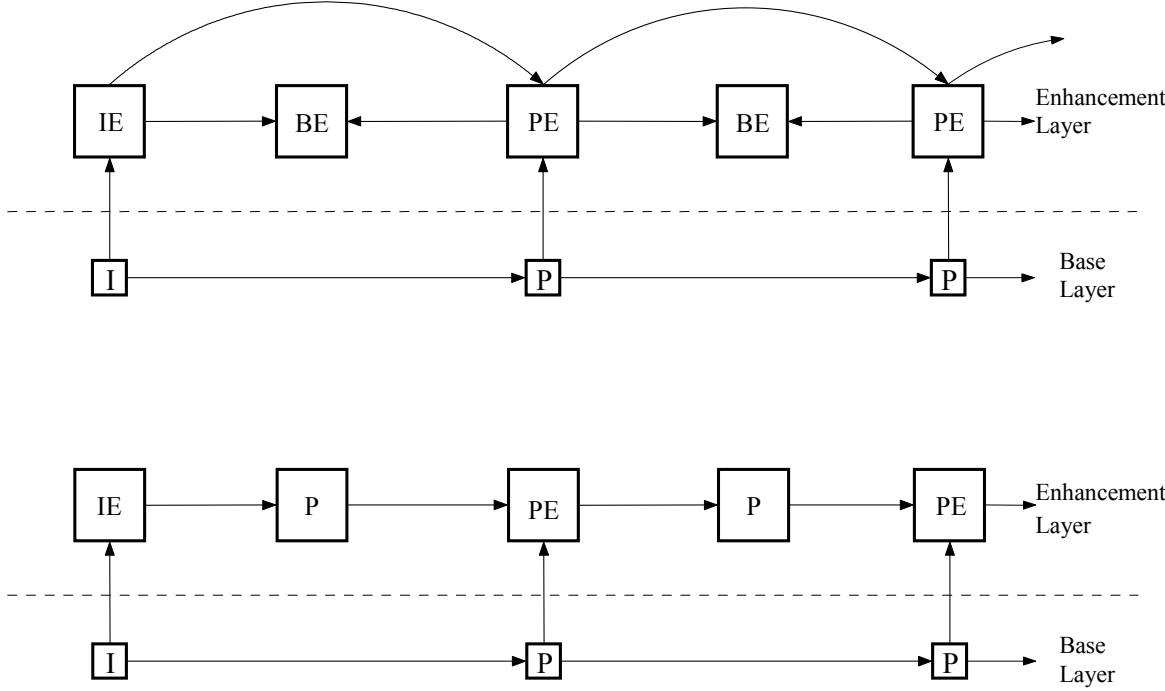 IE BE PE BE PE
Enhancement
Layer
I P P
Base
Layer
IE P PE P PE
Enhancement
Layer
I P P
Base
Layer